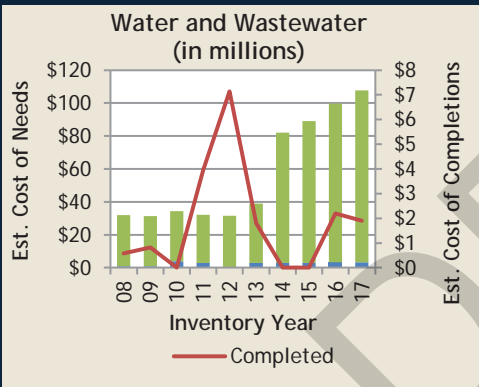 Water and Wastewater
(in millions)
Est. Cost of Needs
$120
$100
$80
$60
$40
$20
$0
$8
$7
$6
$5
$4
$3
$2
$1
$0
Est. Cost of Completions
08 09 10 11 12 13 14 15 16 17
Inventory Year
Completed